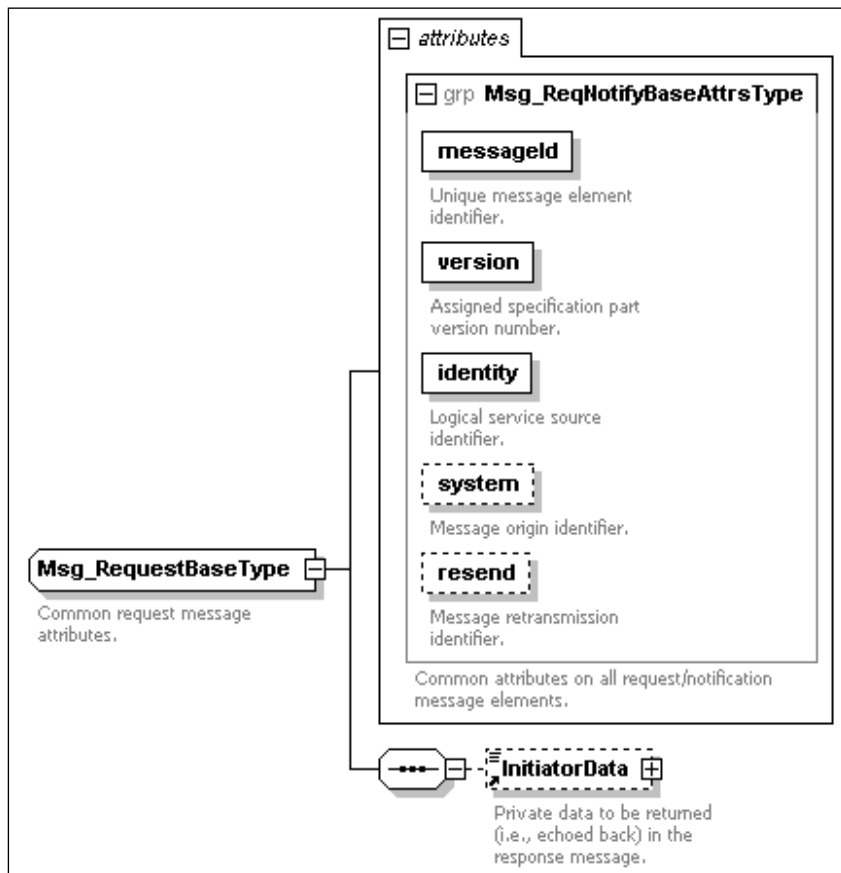 attributes
grp Msg_ReqNotifyBaseAttrsType
messageId
Unique message element
identifier.
version
Assigned specification part
version number.
identity
Logical service source
identifier.
system
Message origin identifier.
resend
Message retransmission
identifier.
Common attributes on all request/notification
message elements.
Msg_RequestBaseType
Common request message
attributes.
InitiatorData
Private data to be returned
(i.e., echoed back) in the
response message.